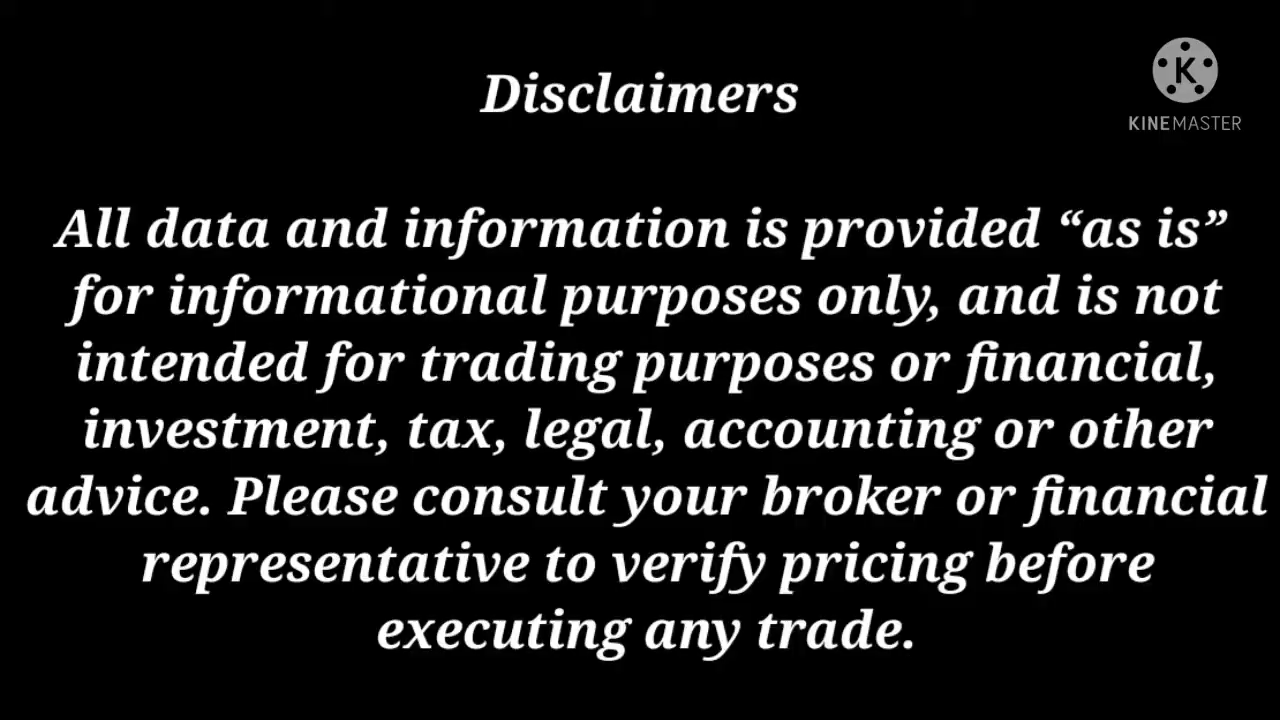 Disclaimers
K
KINEMASTER
All data and information is provided “as is”
for informational purposes only, and is not
intended for trading purposes or financial,
investment, tax, legal, accounting or other
advice. Please consult your broker or financial
representative to verify pricing before
executing any trade.